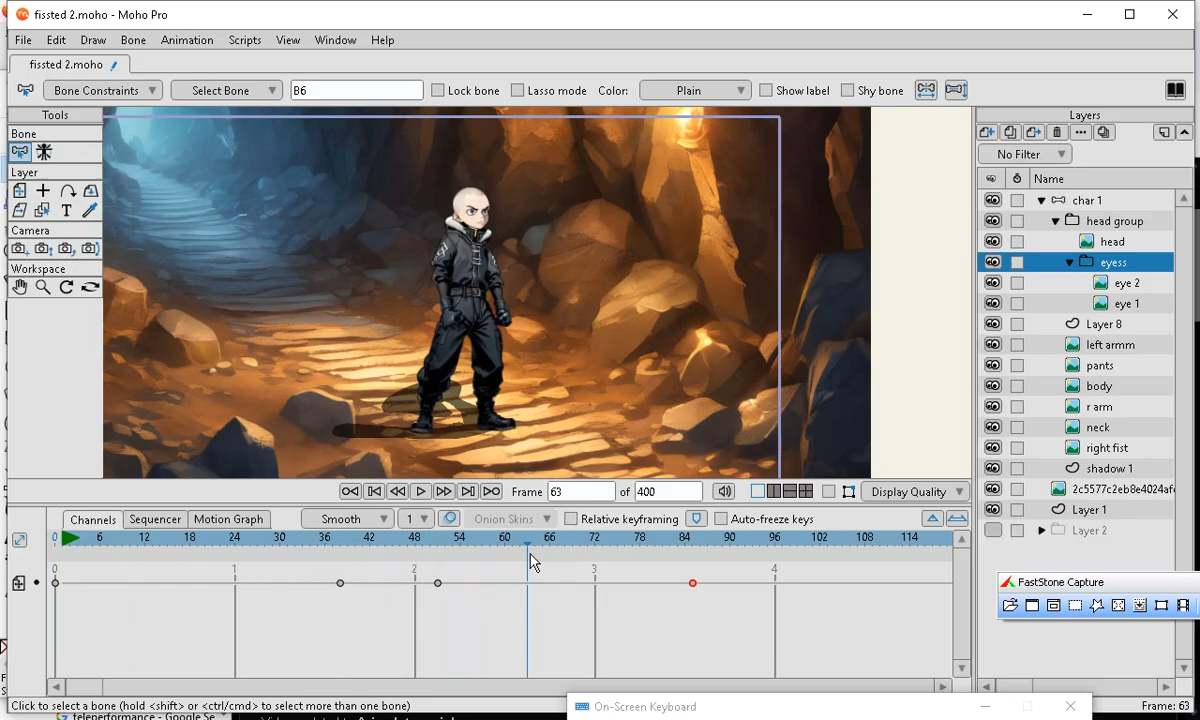 fissted 2.moho - Moho Pro
File Edit Draw Bone Animation Scripts View Window Help
fissted 2.moho
Bone Constraints Select Bone B6 Lock bone Lasso mode Color: Plain Show label Shy bone
Tools
Bone
Layer
T
Camera
Workspace
Layers
No Filter
Name
char 1
head group
head
eyess
eye 2
eye 1
Layer 8
left armm
pants
body
r arm
neck
right fist
shadow 1
2c5577c2eb8e4024af
Layer 1
Layer 2
Frame 63 of 400 Display Quality
Channels Sequencer Motion Graph Smooth 1 Onion Skins Relative keyframing Auto-freeze keys
0 6 12 18 24 30 36 42 48 54 60 66 72 78 84 90 96 102 108 114
0 1 2 3 4
FastStone Capture
Click to select a bone (hold <shift> or <ctrl/cmd> to select more than one bone)
Frame: 63
On-Screen Keyboard
teleperformance - Google Se